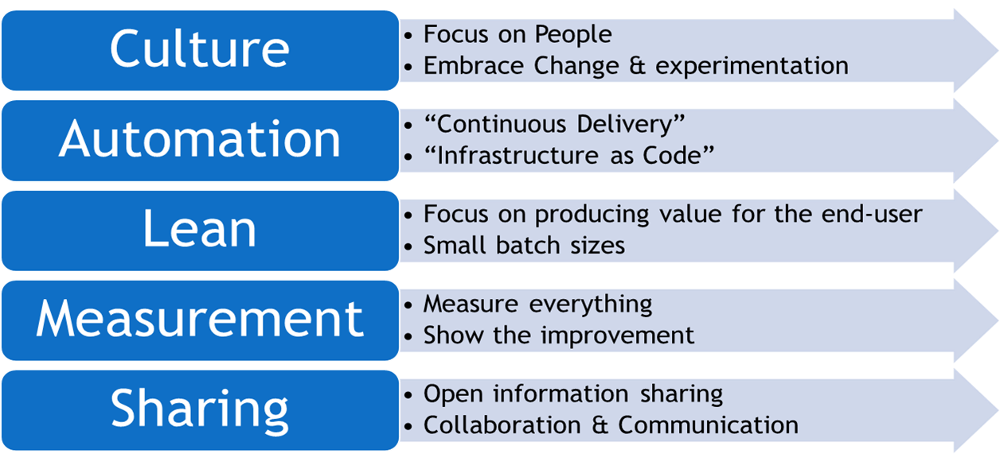 Culture
• Focus on People
• Embrace Change & experimentation
Automation
• “Continuous Delivery”
• “Infrastructure as Code”
Lean
• Focus on producing value for the end-user
• Small batch sizes
Measurement
• Measure everything
• Show the improvement
Sharing
• Open information sharing
• Collaboration & Communication